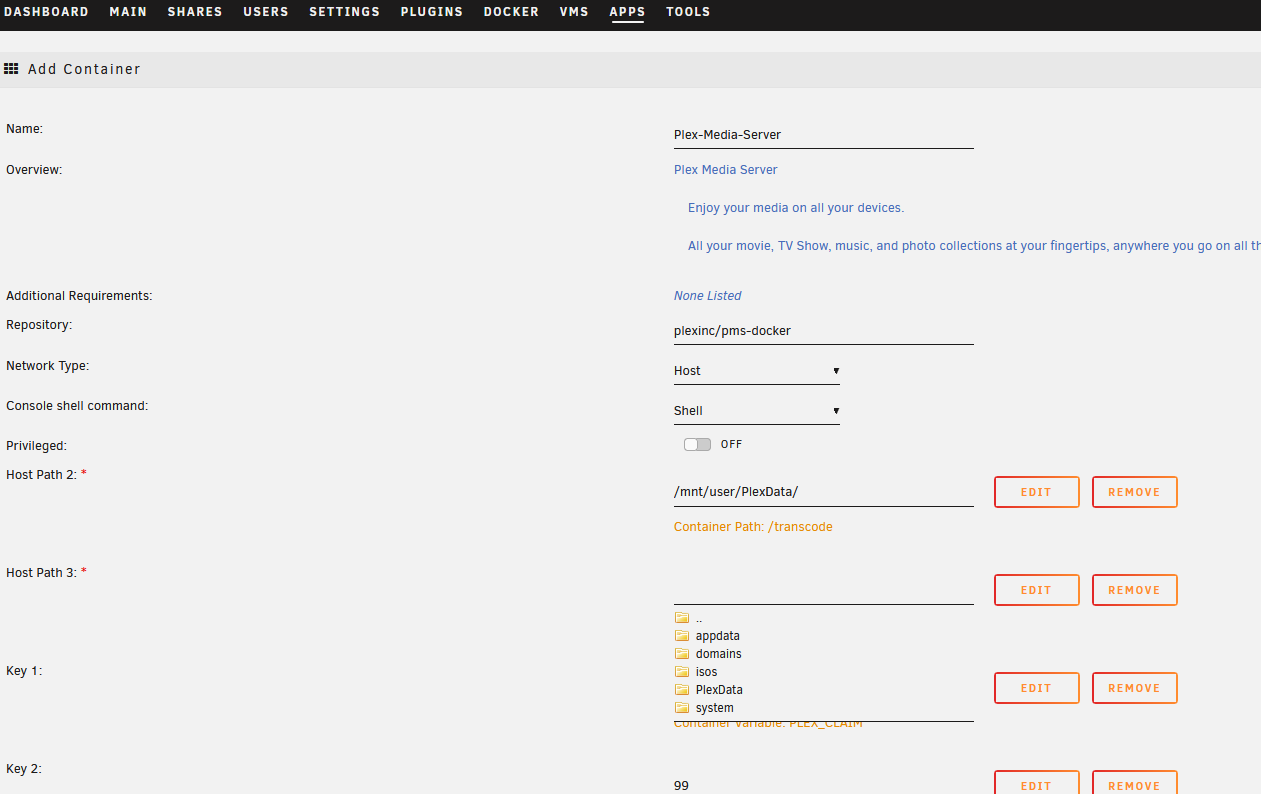 DASHBOARD MAIN SHARES USERS SETTINGS PLUGINS DOCKER VMS APPS TOOLS
Add Container
Name: Plex-Media-Server
Overview: Plex Media Server
Enjoy your media on all your devices.
All your movie, TV Show, music, and photo collections at your fingertips, anywhere you go on all th
Additional Requirements: None Listed
Repository: plexinc/pms-docker
Network Type: Host
Console shell command: Shell
Privileged: OFF
Host Path 2: * /mnt/user/PlexData/ EDIT REMOVE
Container Path: /transcode
Host Path 3: * EDIT REMOVE
..
appdata
domains
isos
Key 1: EDIT REMOVE
PlexData
system
Container Variable: PLEX_CLAIM
Key 2: 99 EDIT REMOVE